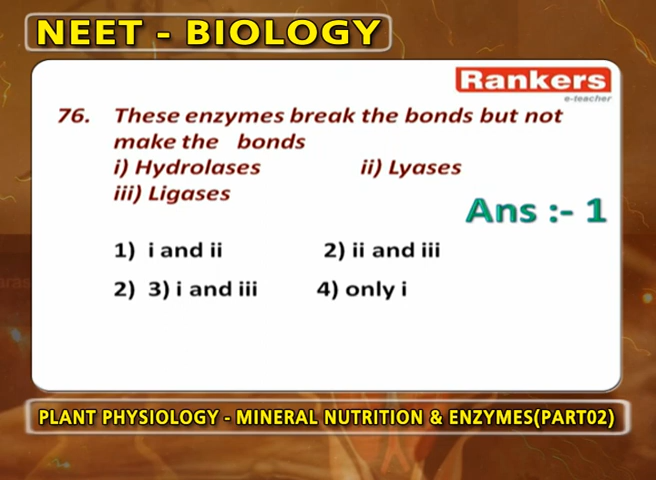 NEET - BIOLOGY
Rankers
e-teacher
76. These enzymes break the bonds but not
make the bonds
i) Hydrolases ii) Lyases
iii) Ligases
Ans :- 1
1) i and ii 2) ii and iii
2) 3) i and iii 4) only i
PLANT PHYSIOLOGY - MINERAL NUTRITION & ENZYMES(PART02)